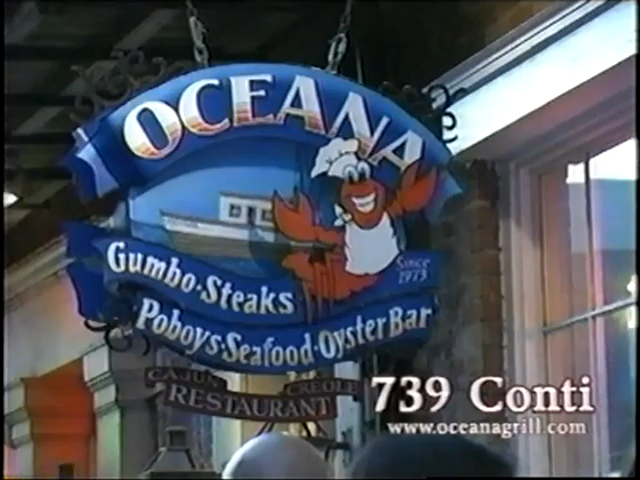 OCEANA
Since
1973
Gumbo·Steaks
Poboys·Seafood·Oyster Bar
CAJUN CREOLE
RESTAURANT
739 Conti
www.oceanagrill.com